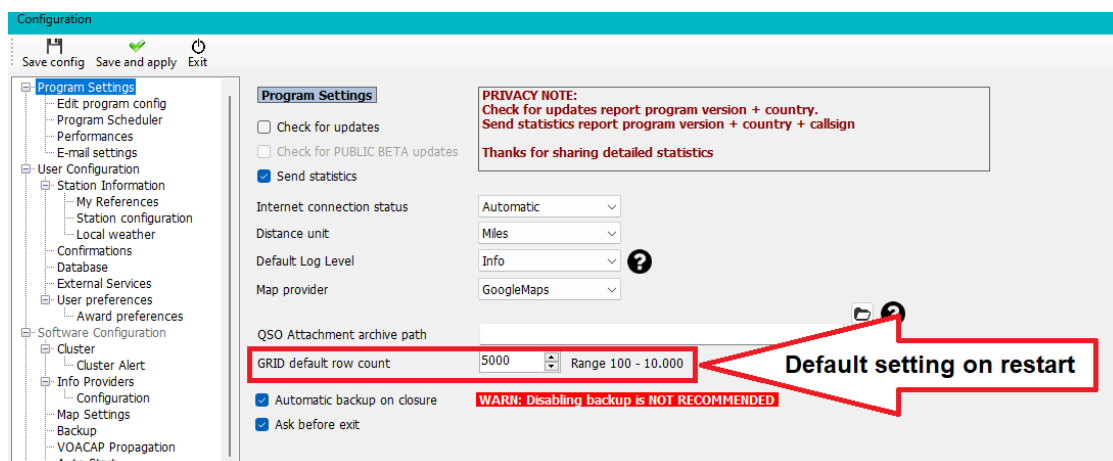 Configuration
Save config Save and apply Exit
Program Settings
Edit program config
Program Scheduler
Performances
E-mail settings
User Configuration
Station Information
My References
Station configuration
Local weather
Confirmations
Database
External Services
User preferences
Award preferences
Software Configuration
Cluster
Cluster Alert
Info Providers
Configuration
Map Settings
Backup
VOACAP Propagation
Program Settings
Check for updates
Check for PUBLIC BETA updates
Send statistics
PRIVACY NOTE:
Check for updates report program version + country.
Send statistics report program version + country + callsign
Thanks for sharing detailed statistics
Internet connection status Automatic
Distance unit Miles
Default Log Level Info ?
Map provider GoogleMaps
?
QSO Attachment archive path
GRID default row count 5000 Range 100 - 10.000
Default setting on restart
Automatic backup on closure WARN: Disabling backup is NOT RECOMMENDED
Ask before exit